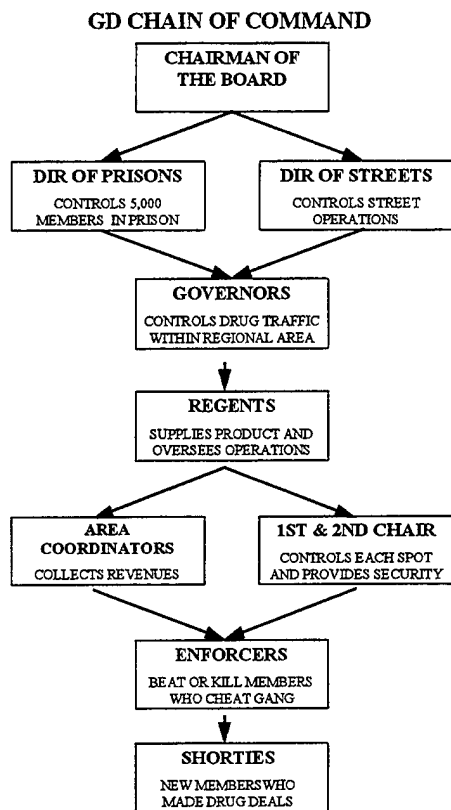 GD CHAIN OF COMMAND
CHAIRMAN OF
THE BOARD
DIR OF PRISONS
CONTROLS 5,000
MEMBERS IN PRISON
DIR OF STREETS
CONTROLS STREET
OPERATIONS
GOVERNORS
CONTROLS DRUG TRAFFIC
WITHIN REGIONAL AREA
REGENTS
SUPPLIES PRODUCT AND
OVERSEES OPERATIONS
AREA
COORDINATORS
COLLECTS REVENUES
1ST & 2ND CHAIR
CONTROLS EACH SPOT
AND PROVIDES SECURITY
ENFORCERS
BEAT OR KILL MEMBERS
WHO CHEAT GANG
SHORTIES
NEW MEMBERS WHO
MADE DRUG DEALS